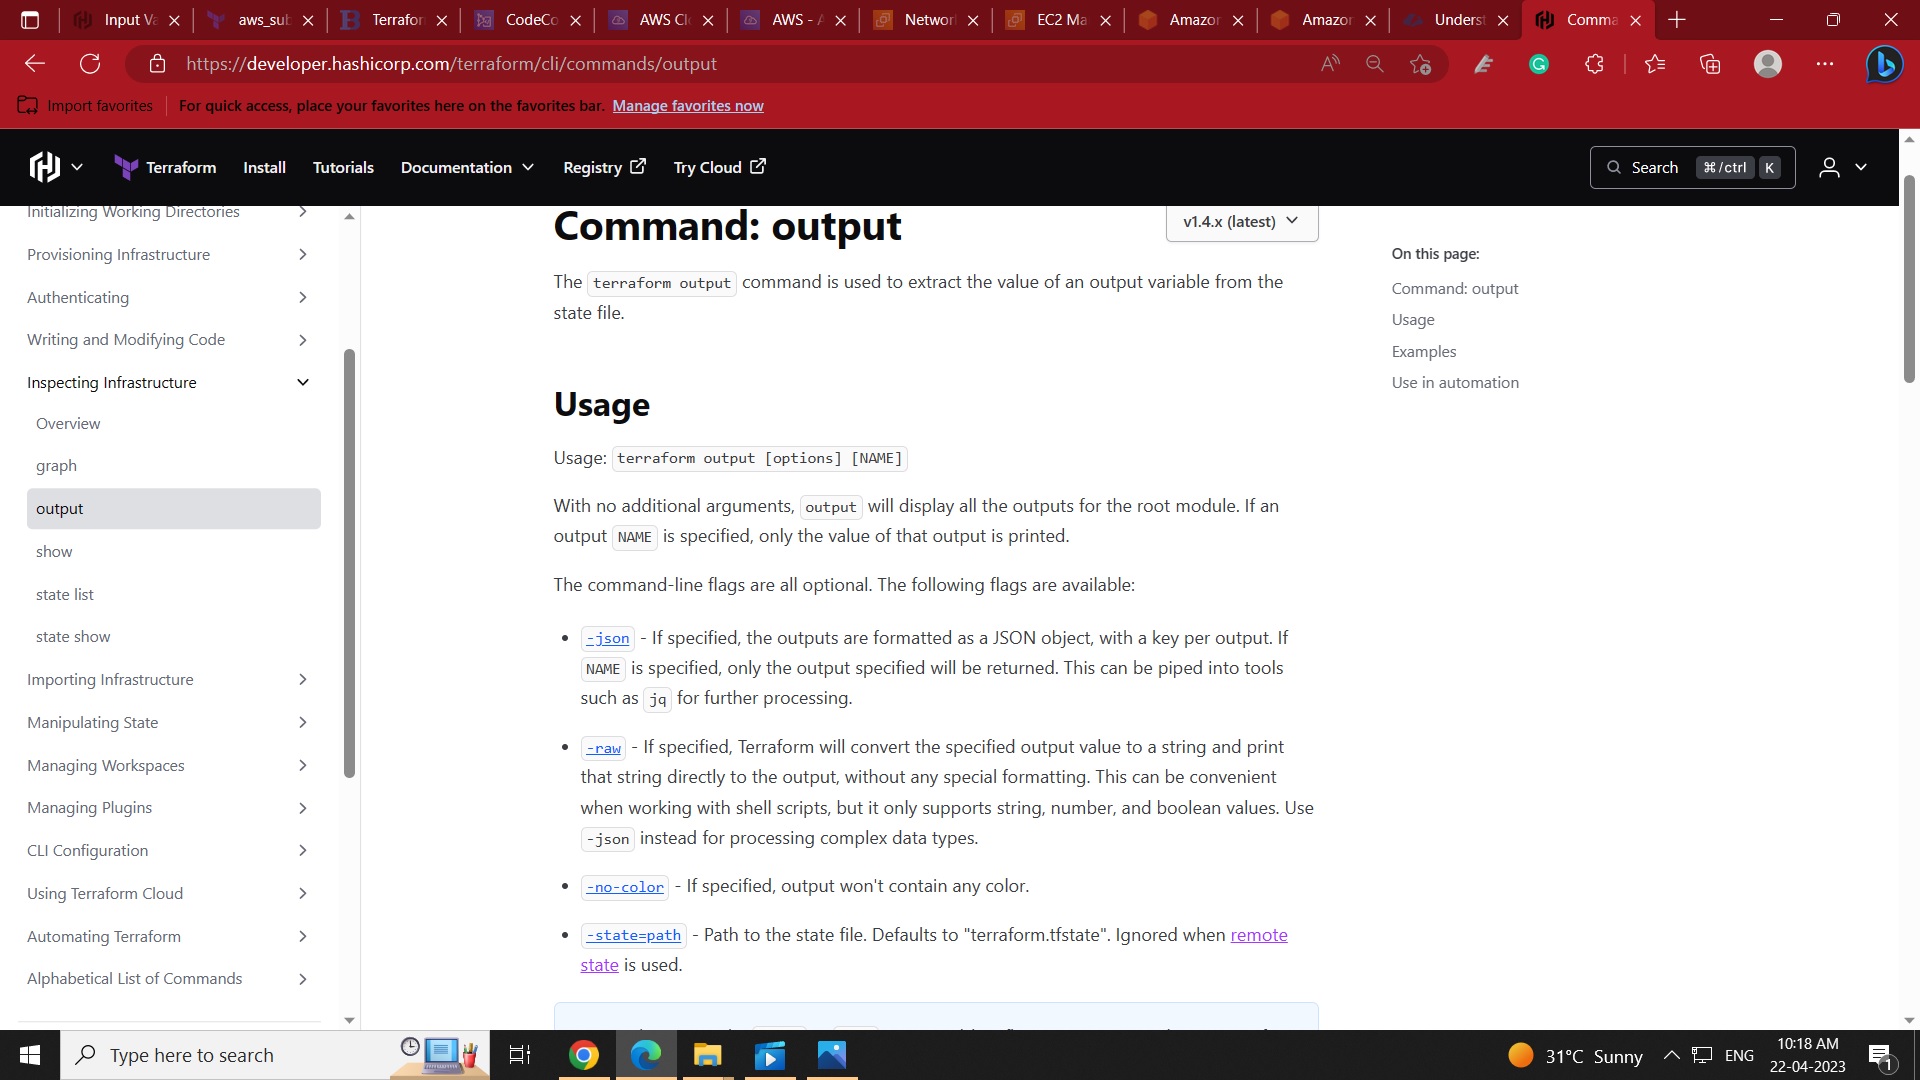 Input Va
aws_sub
Terrafor
CodeCo
AWS Cl
AWS - A
Networ
EC2 Ma
Amazor
Amazor
Underst
Comma
https://developer.hashicorp.com/terraform/cli/commands/output
Import favorites
For quick access, place your favorites here on the favorites bar. Manage favorites now
Terraform
Install
Tutorials
Documentation
Registry
Try Cloud
Search
⌘/ctrl
K
Initializing Working Directories
Provisioning Infrastructure
Authenticating
Writing and Modifying Code
Inspecting Infrastructure
Overview
graph
output
show
state list
state show
Importing Infrastructure
Manipulating State
Managing Workspaces
Managing Plugins
CLI Configuration
Using Terraform Cloud
Automating Terraform
Alphabetical List of Commands
Command: output
v1.4.x (latest)
The terraform output command is used to extract the value of an output variable from the
state file.
Usage
Usage: terraform output [options] [NAME]
With no additional arguments, output will display all the outputs for the root module. If an
output NAME is specified, only the value of that output is printed.
The command-line flags are all optional. The following flags are available:
• -json - If specified, the outputs are formatted as a JSON object, with a key per output. If
NAME is specified, only the output specified will be returned. This can be piped into tools
such as jq for further processing.
• -raw - If specified, Terraform will convert the specified output value to a string and print
that string directly to the output, without any special formatting. This can be convenient
when working with shell scripts, but it only supports string, number, and boolean values. Use
-json instead for processing complex data types.
• -no-color - If specified, output won't contain any color.
• -state=path - Path to the state file. Defaults to "terraform.tfstate". Ignored when remote
state is used.
On this page:
Command: output
Usage
Examples
Use in automation
Type here to search
31°C Sunny
ENG
10:18 AM
22-04-2023
1